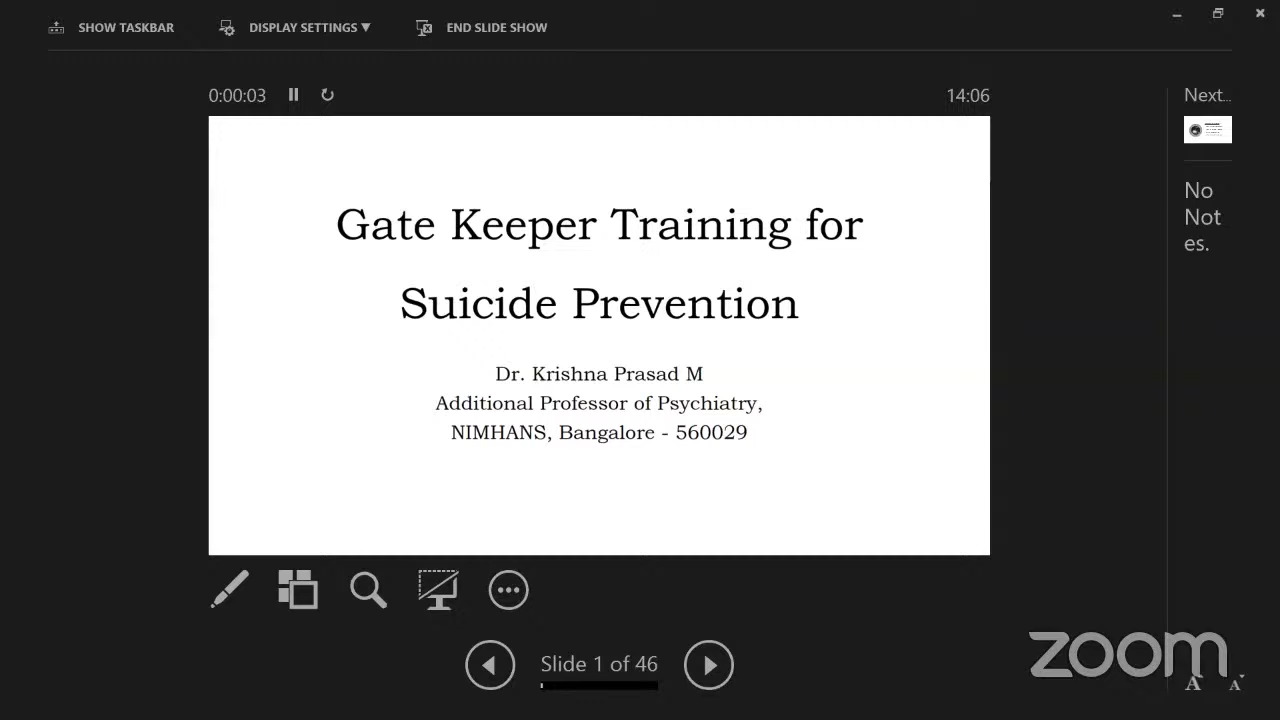 SHOW TASKBAR
DISPLAY SETTINGS ▼
END SLIDE SHOW
0:00:03
14:06
Next...
Gate Keeper Training for
Suicide Prevention
Dr. Krishna Prasad M
Additional Professor of Psychiatry,
NIMHANS, Bangalore - 560029
No
Not
es.
Slide 1 of 46
zoom
A
A